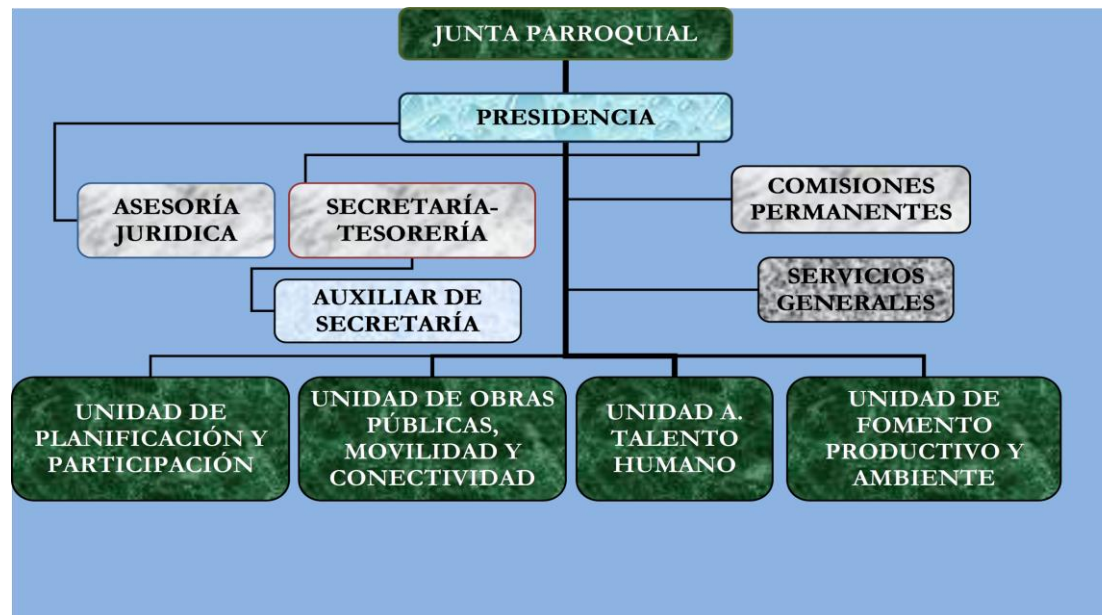 JUNTA PARROQUIAL
PRESIDENCIA
ASESORÍA
JURIDICA
SECRETARÍA-
TESORERÍA
COMISIONES
PERMANENTES
AUXILIAR DE
SECRETARÍA
SERVICIOS
GENERALES
UNIDAD DE
PLANIFICACIÓN Y
PARTICIPACIÓN
UNIDAD DE OBRAS
PÚBLICAS,
MOVILIDAD Y
CONECTIVIDAD
UNIDAD A.
TALENTO
HUMANO
UNIDAD DE
FOMENTO
PRODUCTIVO Y
AMBIENTE